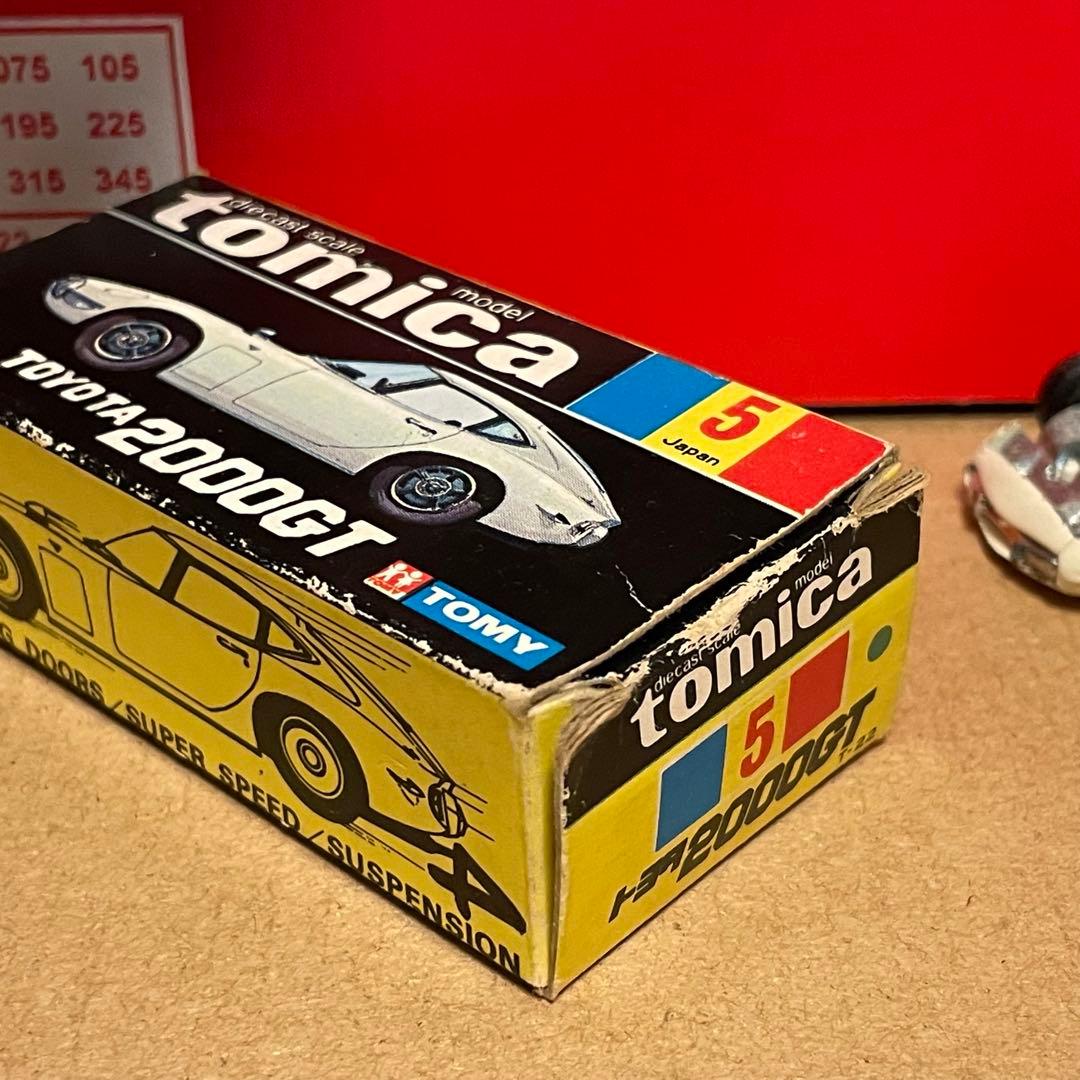 075 105
195 225
315 345
diecast scale model
tomica
5
Japan
TOYOTA 2000GT
TOMY
DOORS/SUPER SPEED/SUSPENSION
diecast scale model
tomica
5
トヨタ2000GT
T-22